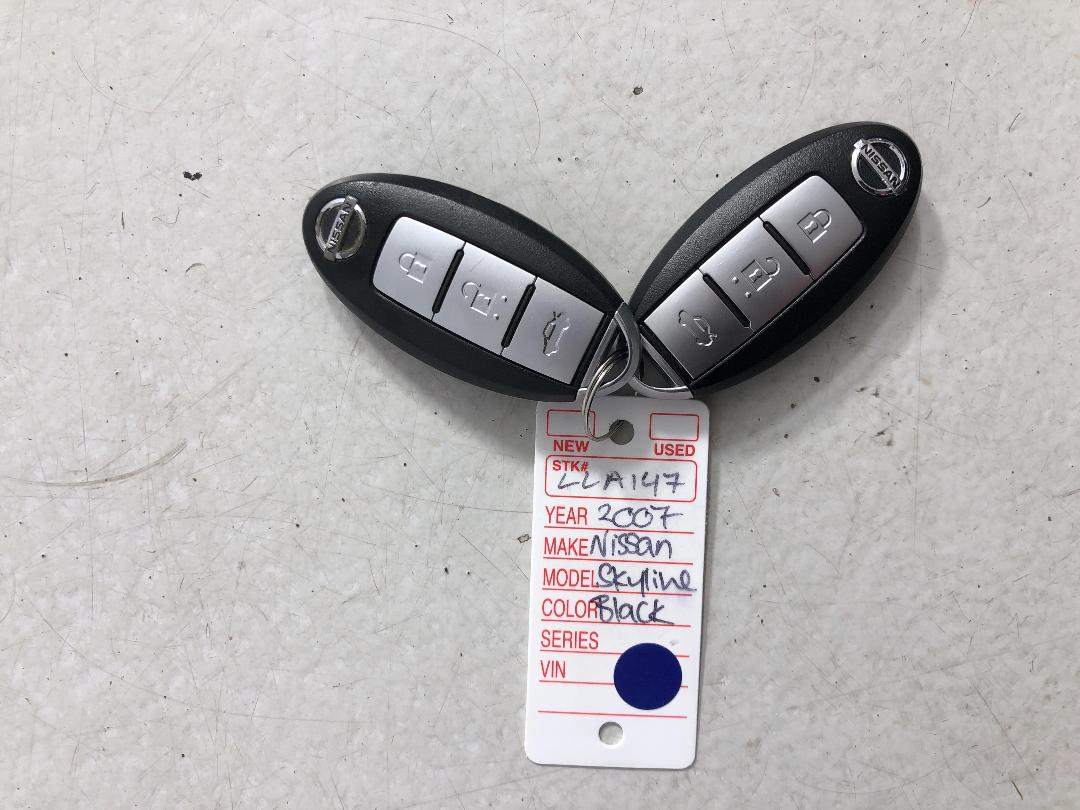 NISSAN
NISSAN
NEW USED
STK# LLA147
YEAR 2007
MAKE Nissan
MODEL Skyline
COLOR Black
SERIES
VIN